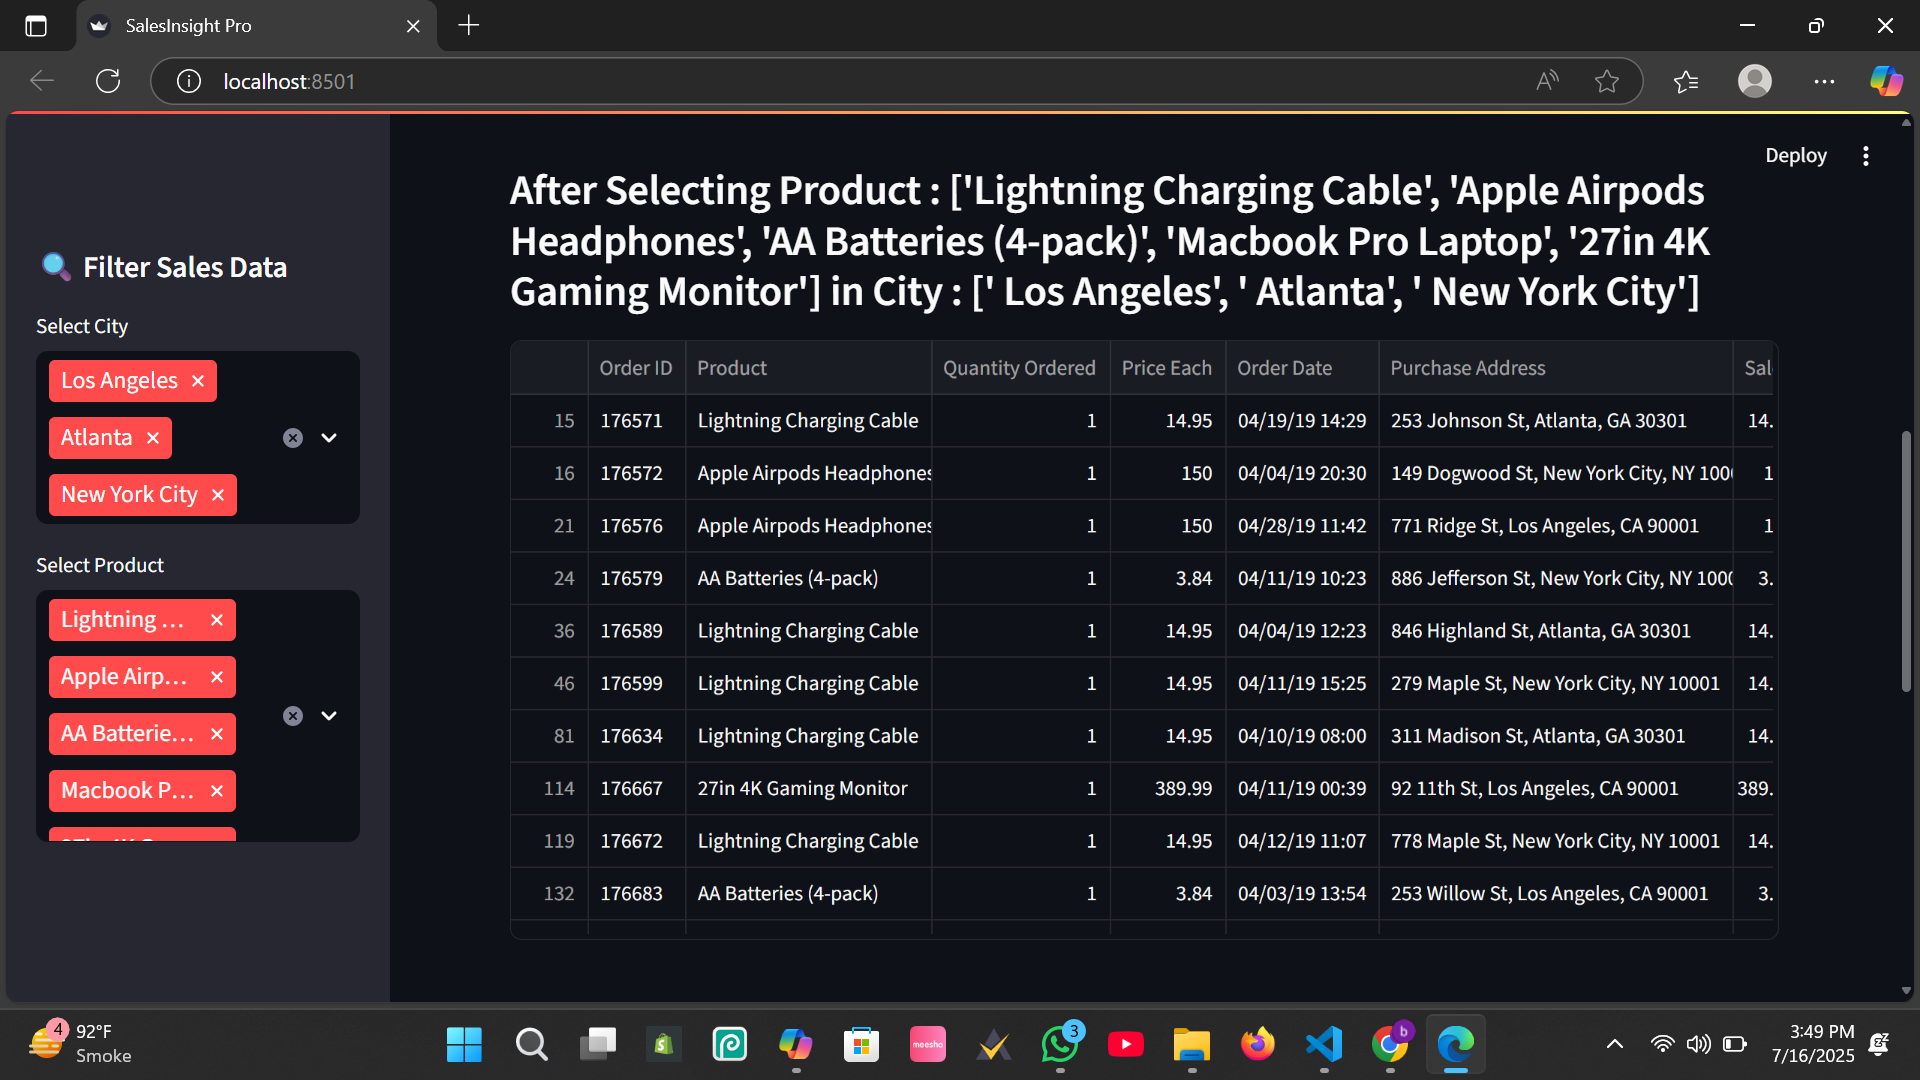 SalesInsight Pro
localhost:8501
Deploy
🔍 Filter Sales Data
Select City
Los Angeles
Atlanta
New York City
Select Product
Lightning ...
Apple Airp...
AA Batterie...
Macbook P...
After Selecting Product : ['Lightning Charging Cable', 'Apple Airpods
Headphones', 'AA Batteries (4-pack)', 'Macbook Pro Laptop', '27in 4K
Gaming Monitor'] in City : [' Los Angeles', ' Atlanta', ' New York City']
Order ID Product Quantity Ordered Price Each Order Date Purchase Address Sal
15 176571 Lightning Charging Cable 1 14.95 04/19/19 14:29 253 Johnson St, Atlanta, GA 30301 14.
16 176572 Apple Airpods Headphones 1 150 04/04/19 20:30 149 Dogwood St, New York City, NY 100 1
21 176576 Apple Airpods Headphones 1 150 04/28/19 11:42 771 Ridge St, Los Angeles, CA 90001 1
24 176579 AA Batteries (4-pack) 1 3.84 04/11/19 10:23 886 Jefferson St, New York City, NY 100 3.
36 176589 Lightning Charging Cable 1 14.95 04/04/19 12:23 846 Highland St, Atlanta, GA 30301 14.
46 176599 Lightning Charging Cable 1 14.95 04/11/19 15:25 279 Maple St, New York City, NY 10001 14.
81 176634 Lightning Charging Cable 1 14.95 04/10/19 08:00 311 Madison St, Atlanta, GA 30301 14.
114 176667 27in 4K Gaming Monitor 1 389.99 04/11/19 00:39 92 11th St, Los Angeles, CA 90001 389.
119 176672 Lightning Charging Cable 1 14.95 04/12/19 11:07 778 Maple St, New York City, NY 10001 14.
132 176683 AA Batteries (4-pack) 1 3.84 04/03/19 13:54 253 Willow St, Los Angeles, CA 90001 3.
4
92°F
Smoke
meesho
3
b
3:49 PM
7/16/2025